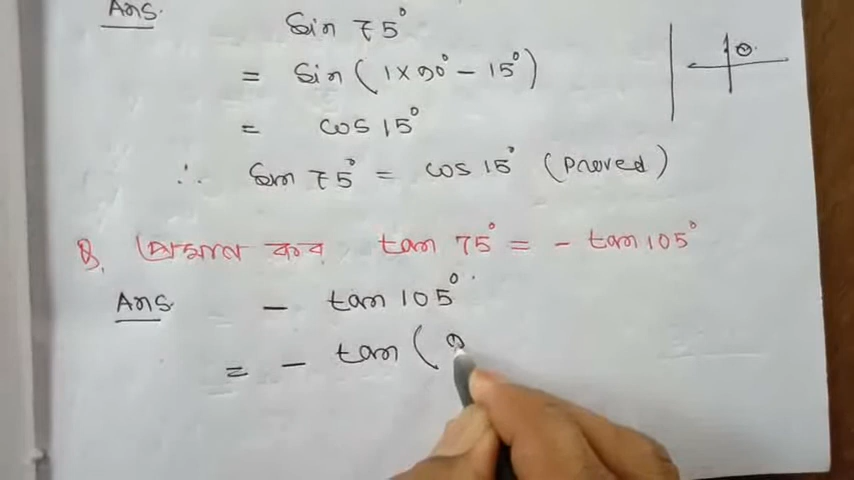 Ans.
Sin 75°
= Sin (1×90° - 15°)
= cos 15°
∴ Sin 75° = cos 15° (Proved)
θ.
Q. প্রমাণ কর tan 75° = - tan 105°
Ans. - tan 105°
= - tan (9